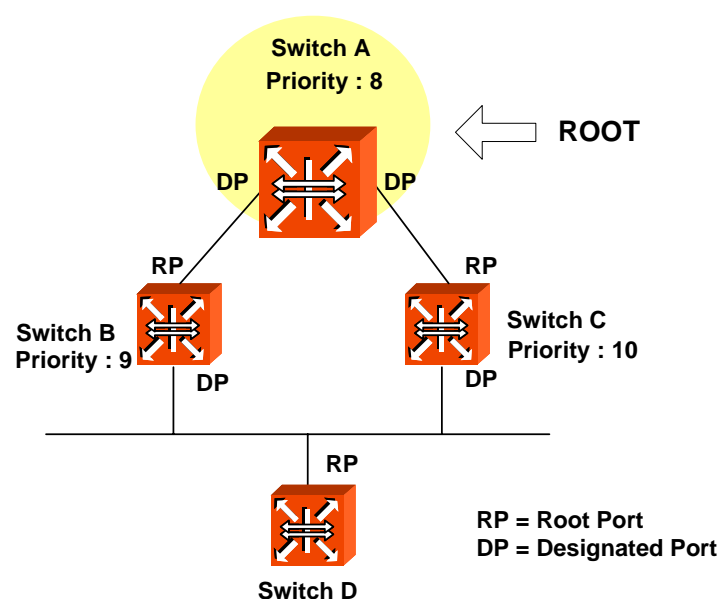 Switch A
Priority : 8
ROOT
DP
DP
RP
RP
Switch B
Priority : 9
Switch C
Priority : 10
DP
DP
RP
RP = Root Port
DP = Designated Port
Switch D